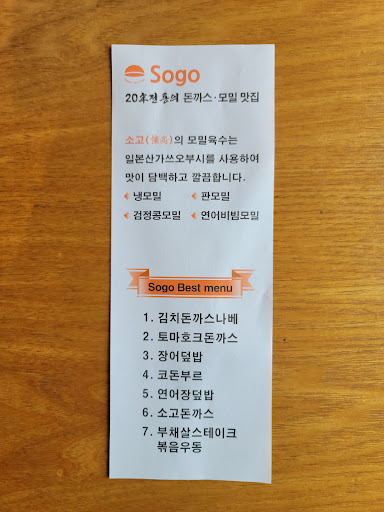 Sogo
20年전통의 돈까스·모밀 맛집
소고(慷高)의 모밀육수는
일본산가쓰오부시를 사용하여
맛이 담백하고 깔끔합니다.
냉모밀 판모밀
검정콩모밀 연어비빔모밀
Sogo Best menu
1. 김치돈까스나베
2. 토마호크돈까스
3. 장어덮밥
4. 코돈부르
5. 연어장덮밥
6. 소고돈까스
7. 부채살스테이크
볶음우동